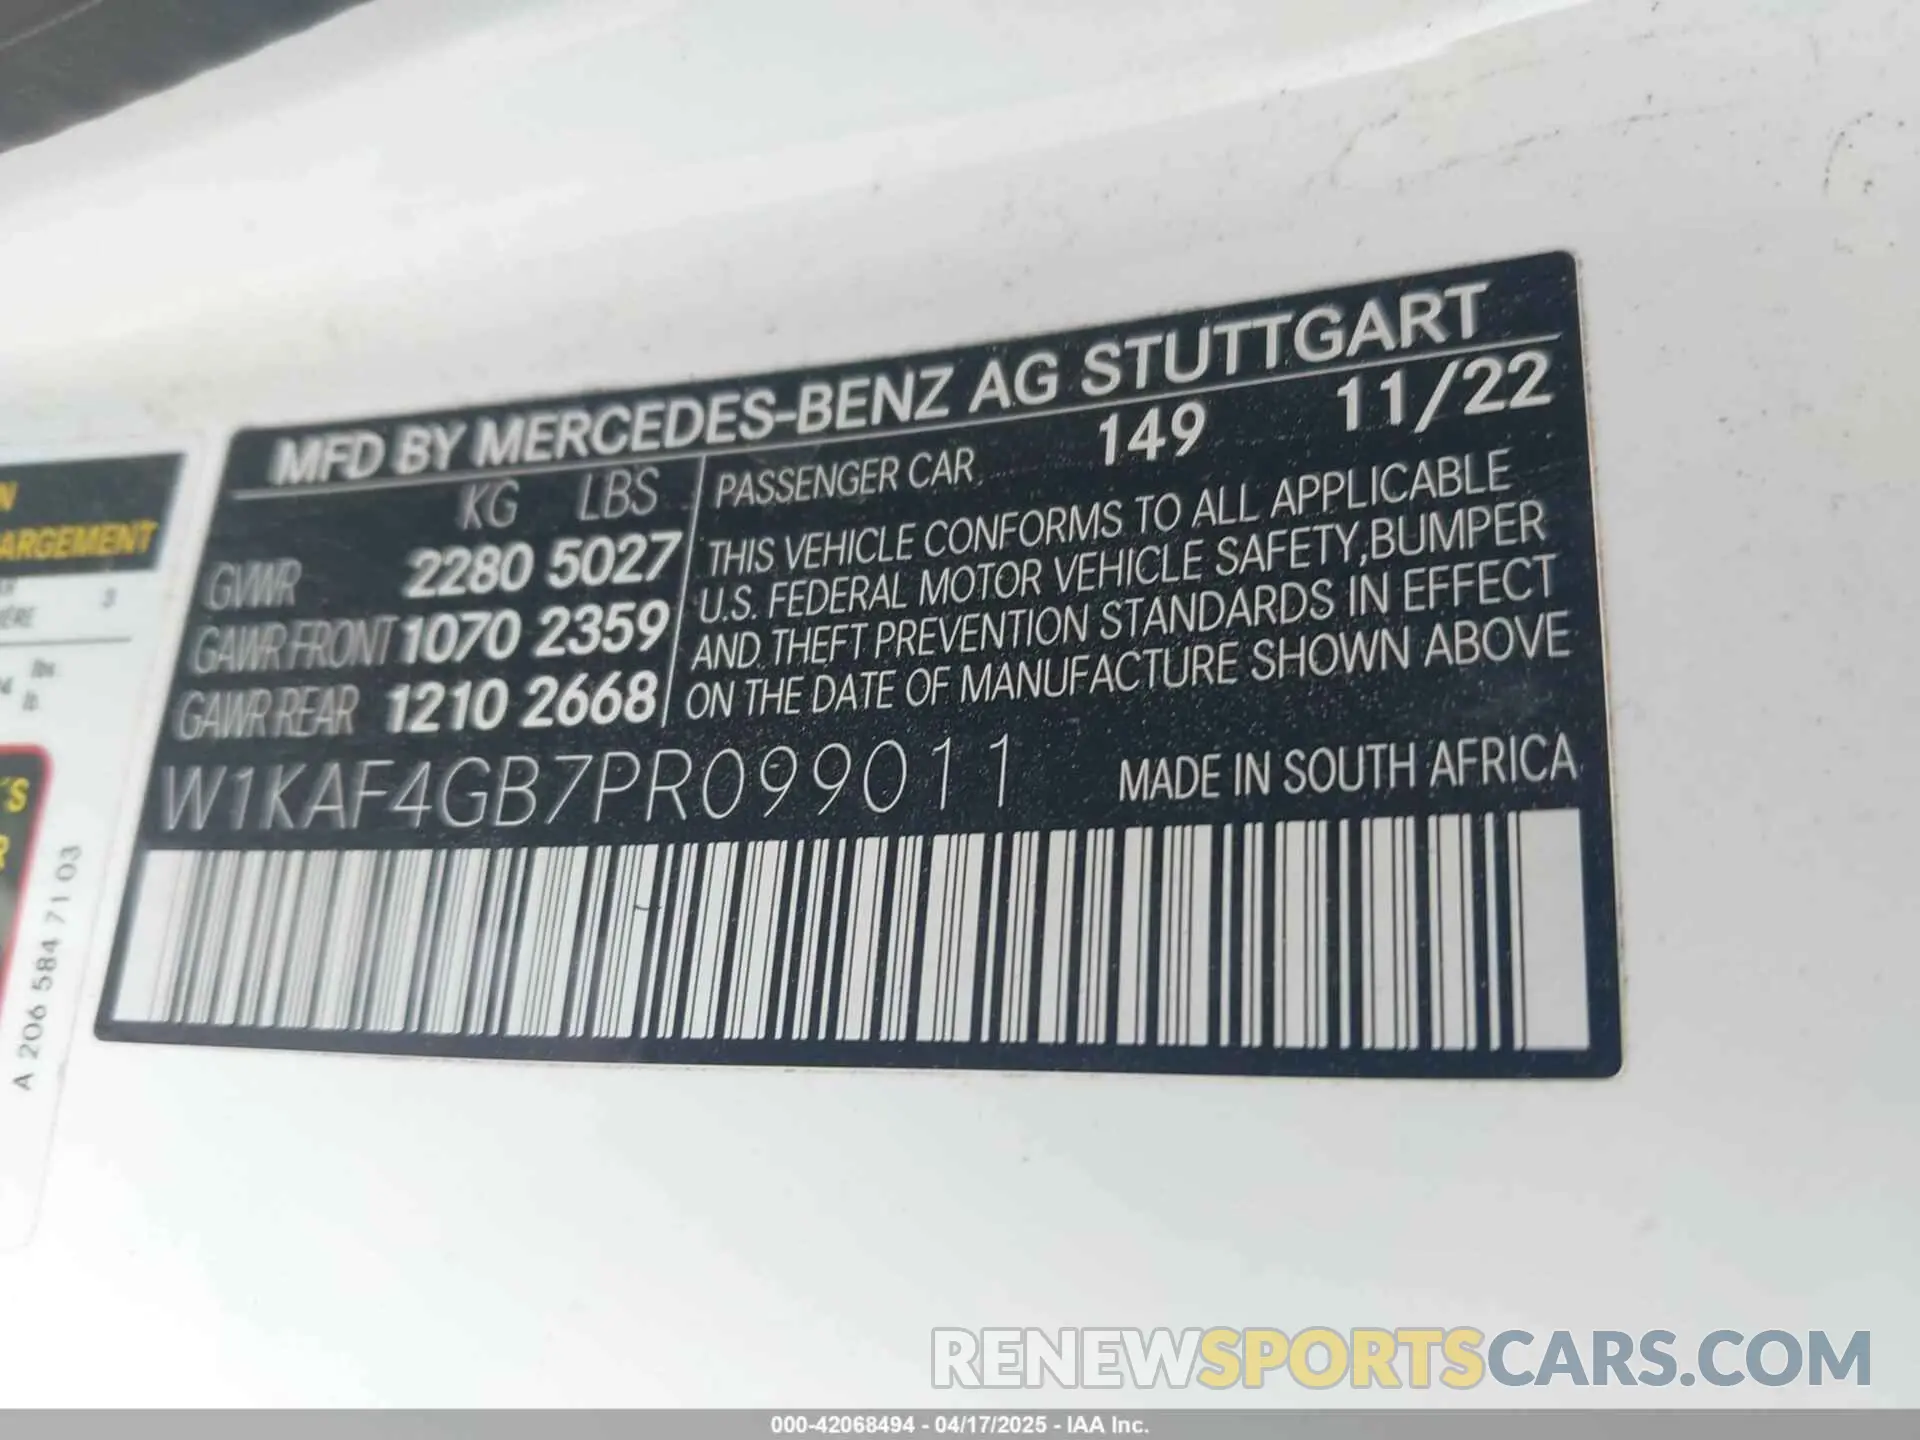 MFD BY MERCEDES-BENZ AG STUTTGART
KG LBS
PASSENGER CAR 149 11/22
GVWR 2280 5027
GAWR FRONT 1070 2359
GAWR REAR 1210 2668
THIS VEHICLE CONFORMS TO ALL APPLICABLE
U.S. FEDERAL MOTOR VEHICLE SAFETY,BUMPER
AND THEFT PREVENTION STANDARDS IN EFFECT
ON THE DATE OF MANUFACTURE SHOWN ABOVE
W1KAF4GB7PR099011 MADE IN SOUTH AFRICA
ARGEMENT
3
lbs
A 206 584 71 03
RENEWSPORTSCARS.COM
000-42068494 - 04/17/2025 - IAA Inc.